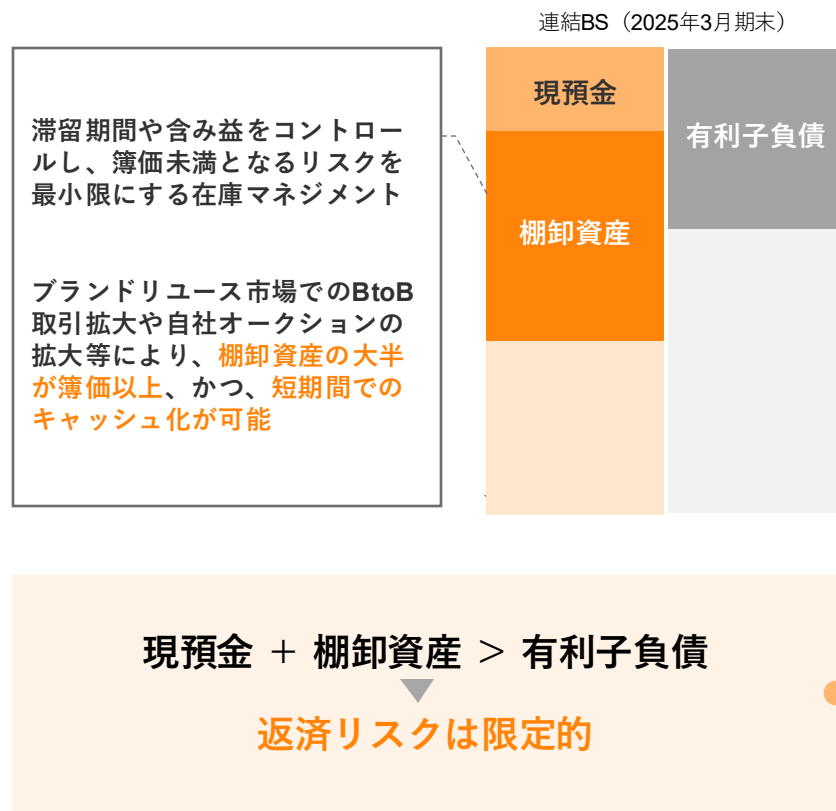 連結BS（2025年3月期末）
滞留期間や含み益をコントロー
ルし、簿価未満となるリスクを
最小限にする在庫マネジメント
ブランドリユース市場でのBtoB
取引拡大や自社オークションの
拡大等により、棚卸資産の大半
が簿価以上、かつ、短期間での
キャッシュ化が可能
現預金
棚卸資産
有利子負債
現預金 ＋ 棚卸資産 ＞ 有利子負債
返済リスクは限定的